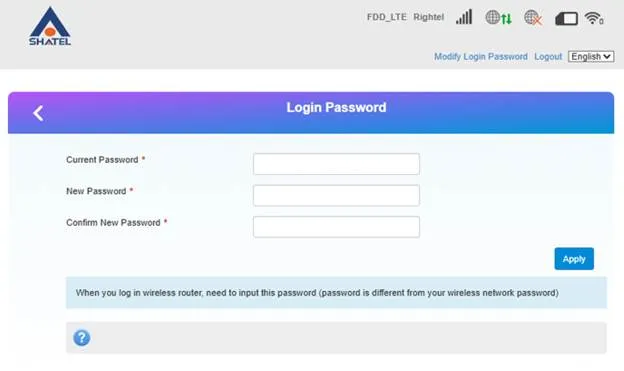 SHATEL
FDD_LTE Rightel
Modify Login Password Logout English
Login Password
Current Password *
New Password *
Confirm New Password *
Apply
When you log in wireless router, need to input this password (password is different from your wireless network password)
?